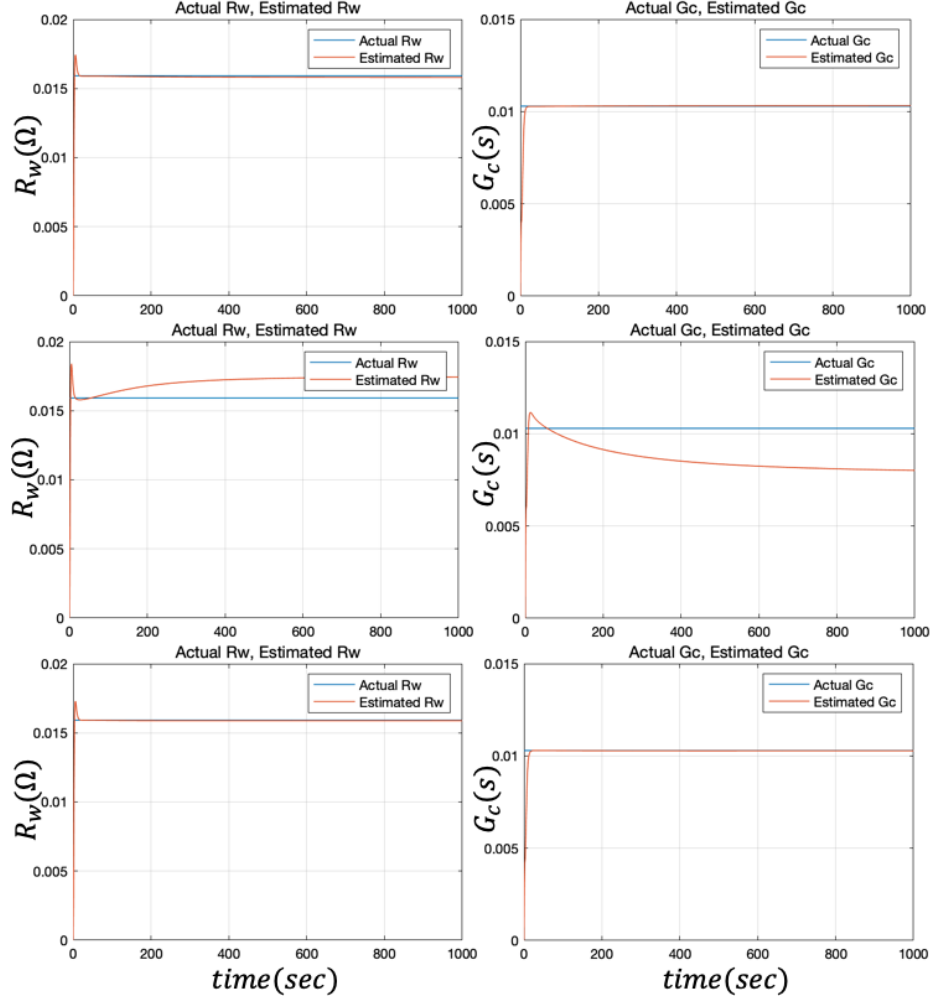 Actual Rw, Estimated Rw
0.02
0.015
0.01
0.005
0
R_w(Ω)
Actual Rw
Estimated Rw
0 200 400 600 800 1000
Actual Gc, Estimated Gc
0.015
0.01
0.005
0
G_c(s)
Actual Gc
Estimated Gc
0 200 400 600 800 1000
Actual Rw, Estimated Rw
0.02
0.015
0.01
0.005
0
R_w(Ω)
Actual Rw
Estimated Rw
0 200 400 600 800 1000
Actual Gc, Estimated Gc
0.015
0.01
0.005
0
G_c(s)
Actual Gc
Estimated Gc
0 200 400 600 800 1000
Actual Rw, Estimated Rw
0.02
0.015
0.01
0.005
0
R_w(Ω)
Actual Rw
Estimated Rw
0 200 400 600 800 1000
time(sec)
Actual Gc, Estimated Gc
0.015
0.01
0.005
0
G_c(s)
Actual Gc
Estimated Gc
0 200 400 600 800 1000
time(sec)